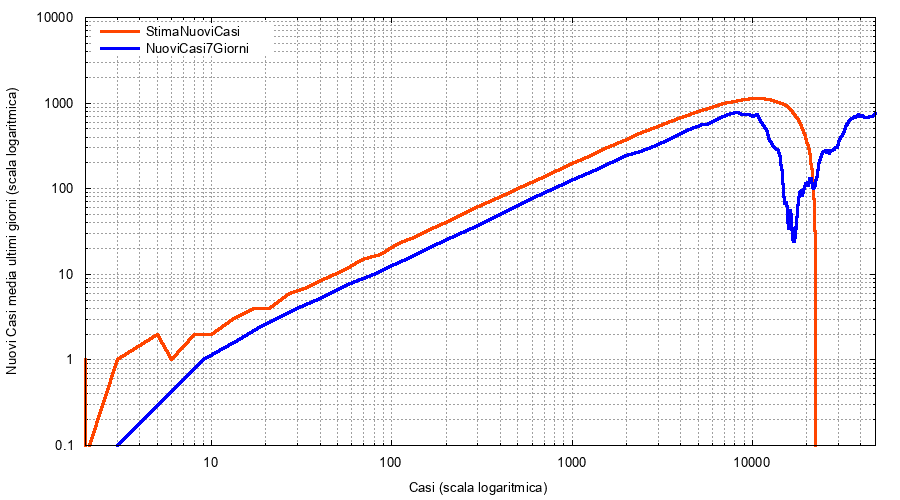 10000
StimaNuoviCasi
NuoviCasi7Giorni
1000
100
10
1
0.1
Nuovi Casi media ultimi giorni (scala logaritmica)
10 100 1000 10000
Casi (scala logaritmica)